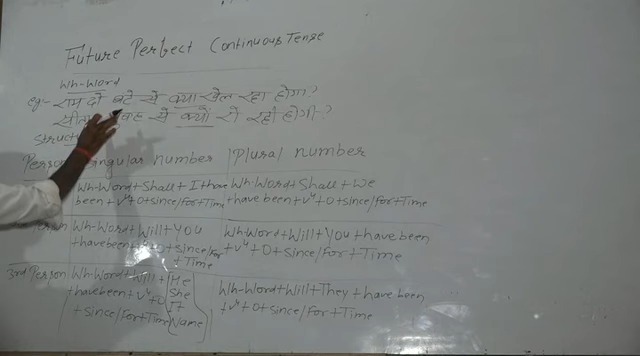 Future Perfect Continuous Tense
Wh-Word
eg:- राम दो घंटे से क्या खेल रहा होगा?
सीता से क्यों रो रही होगी?
Person Singular number Plural number
Wh-Word+Shall+I have
been+v⁴+O+since/For+Time
Wh-Word+Shall+We
+have been+v⁴+O+since/For+Time
Wh-Word+Will+You
+have been+v⁴+O+since/For
+Time
Wh-Word+Will+You+have been
+v⁴+O+since/For+Time
3rd Person
Wh-Word+Will+He
+have been+v⁴+O She
It
+since/For+Time Name
Wh-Word+Will+They+have been
+v⁴+O+since/For+Time